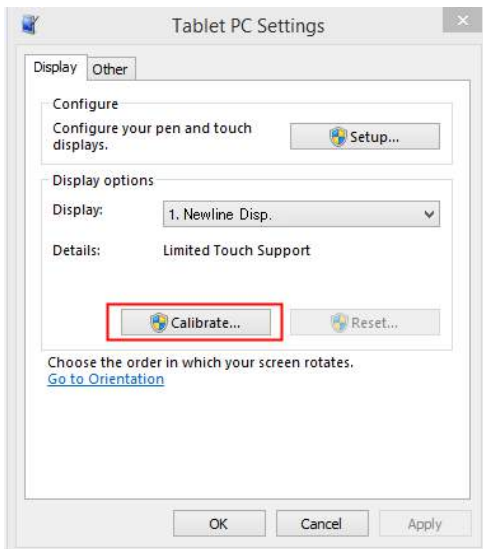 Tablet PC Settings
Display
Other
Configure
Configure your pen and touch
displays.
Setup...
Display options
Display:
1. Newline Disp.
Details:
Limited Touch Support
Calibrate...
Reset...
Choose the order in which your screen rotates.
Go to Orientation
OK
Cancel
Apply